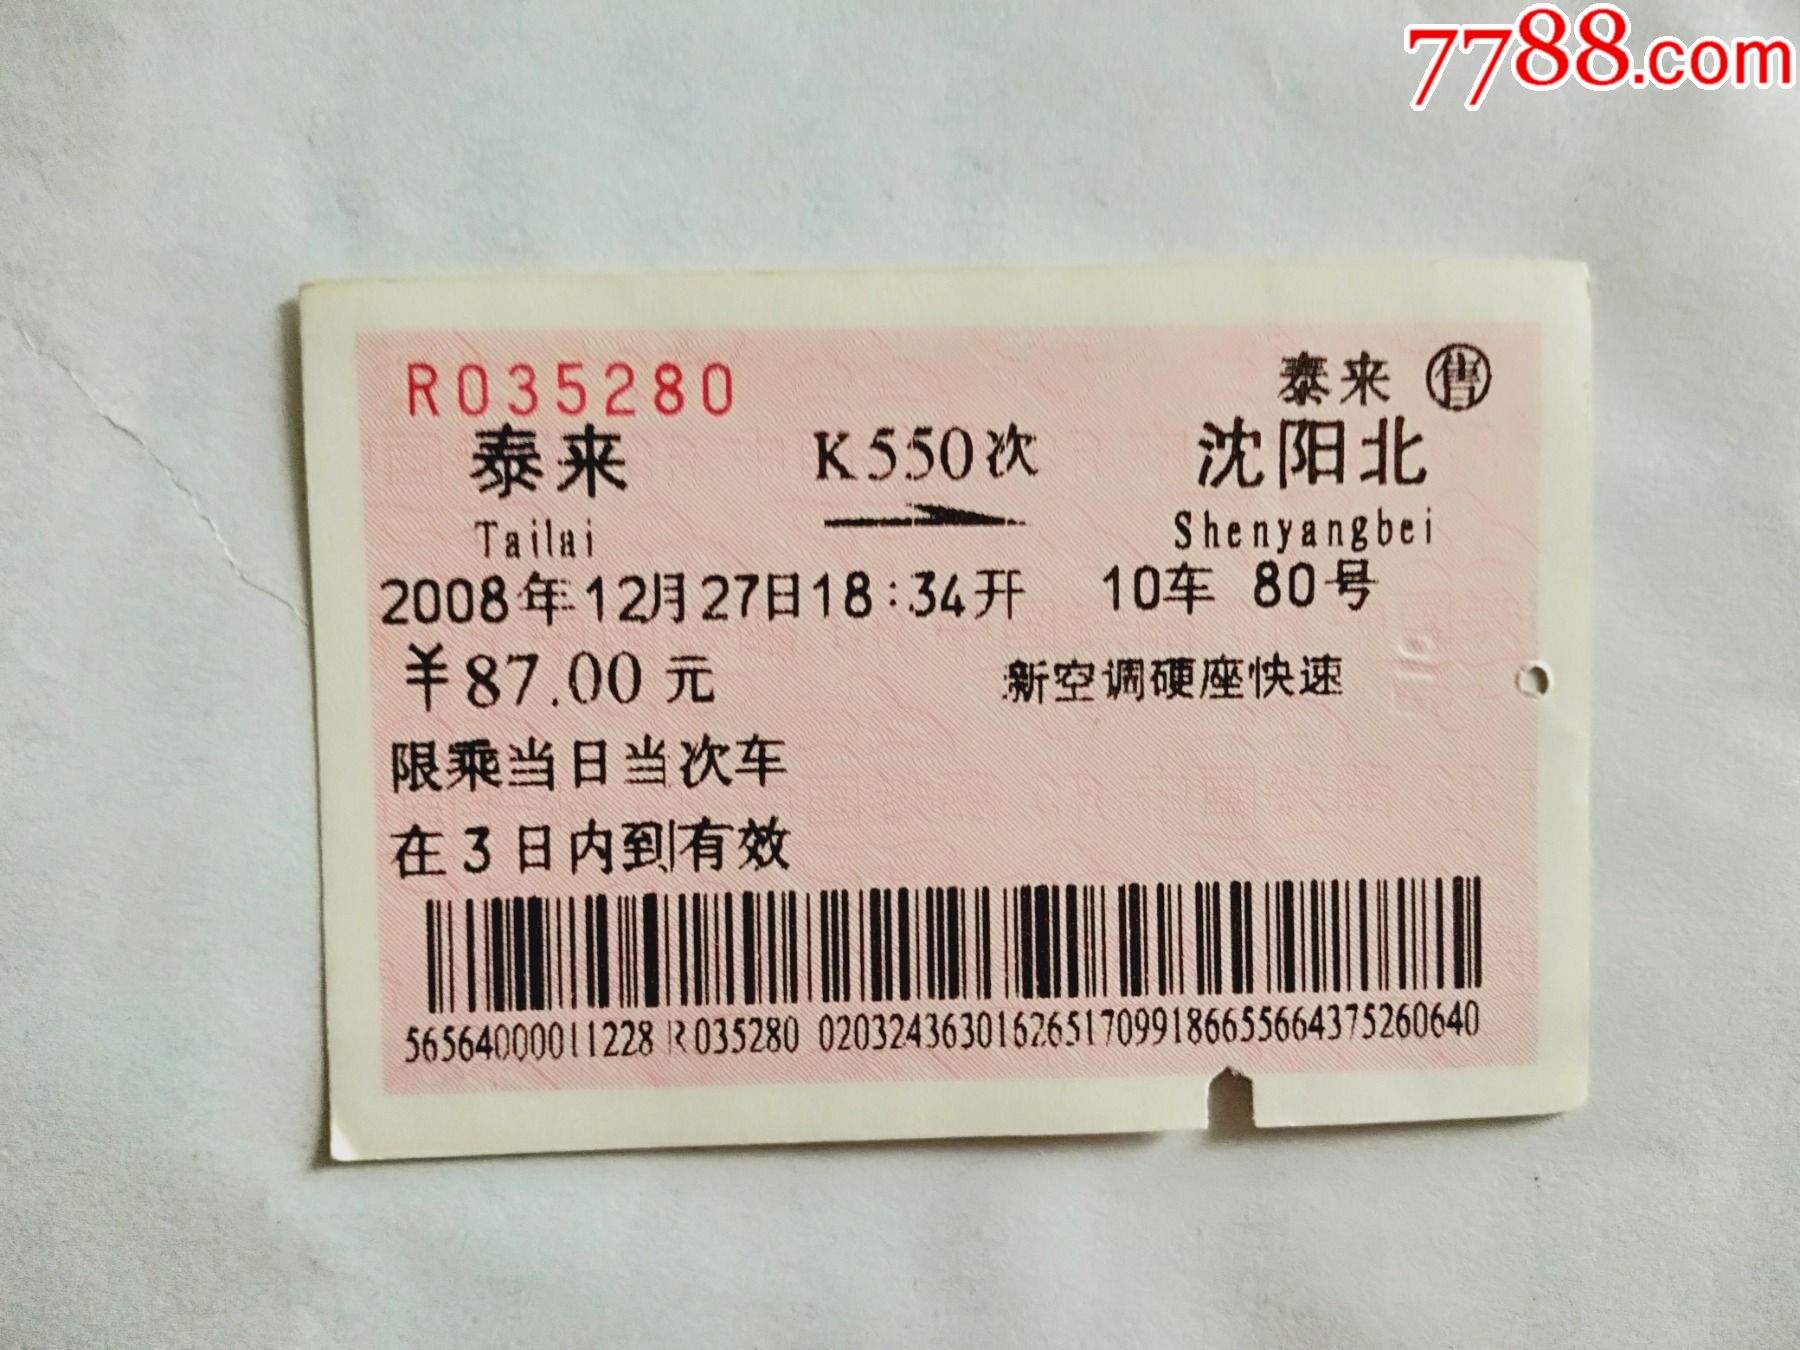 7788.com
R035280 泰来 售
泰来 K550次 沈阳北
Tailai Shenyangbei
2008年12月27日18:34开 10车 80号
¥87.00元 新空调硬座快速
限乘当日当次车
在3日内到有效
56564000011228 R035280 0203243630162651709918665566437526​0640